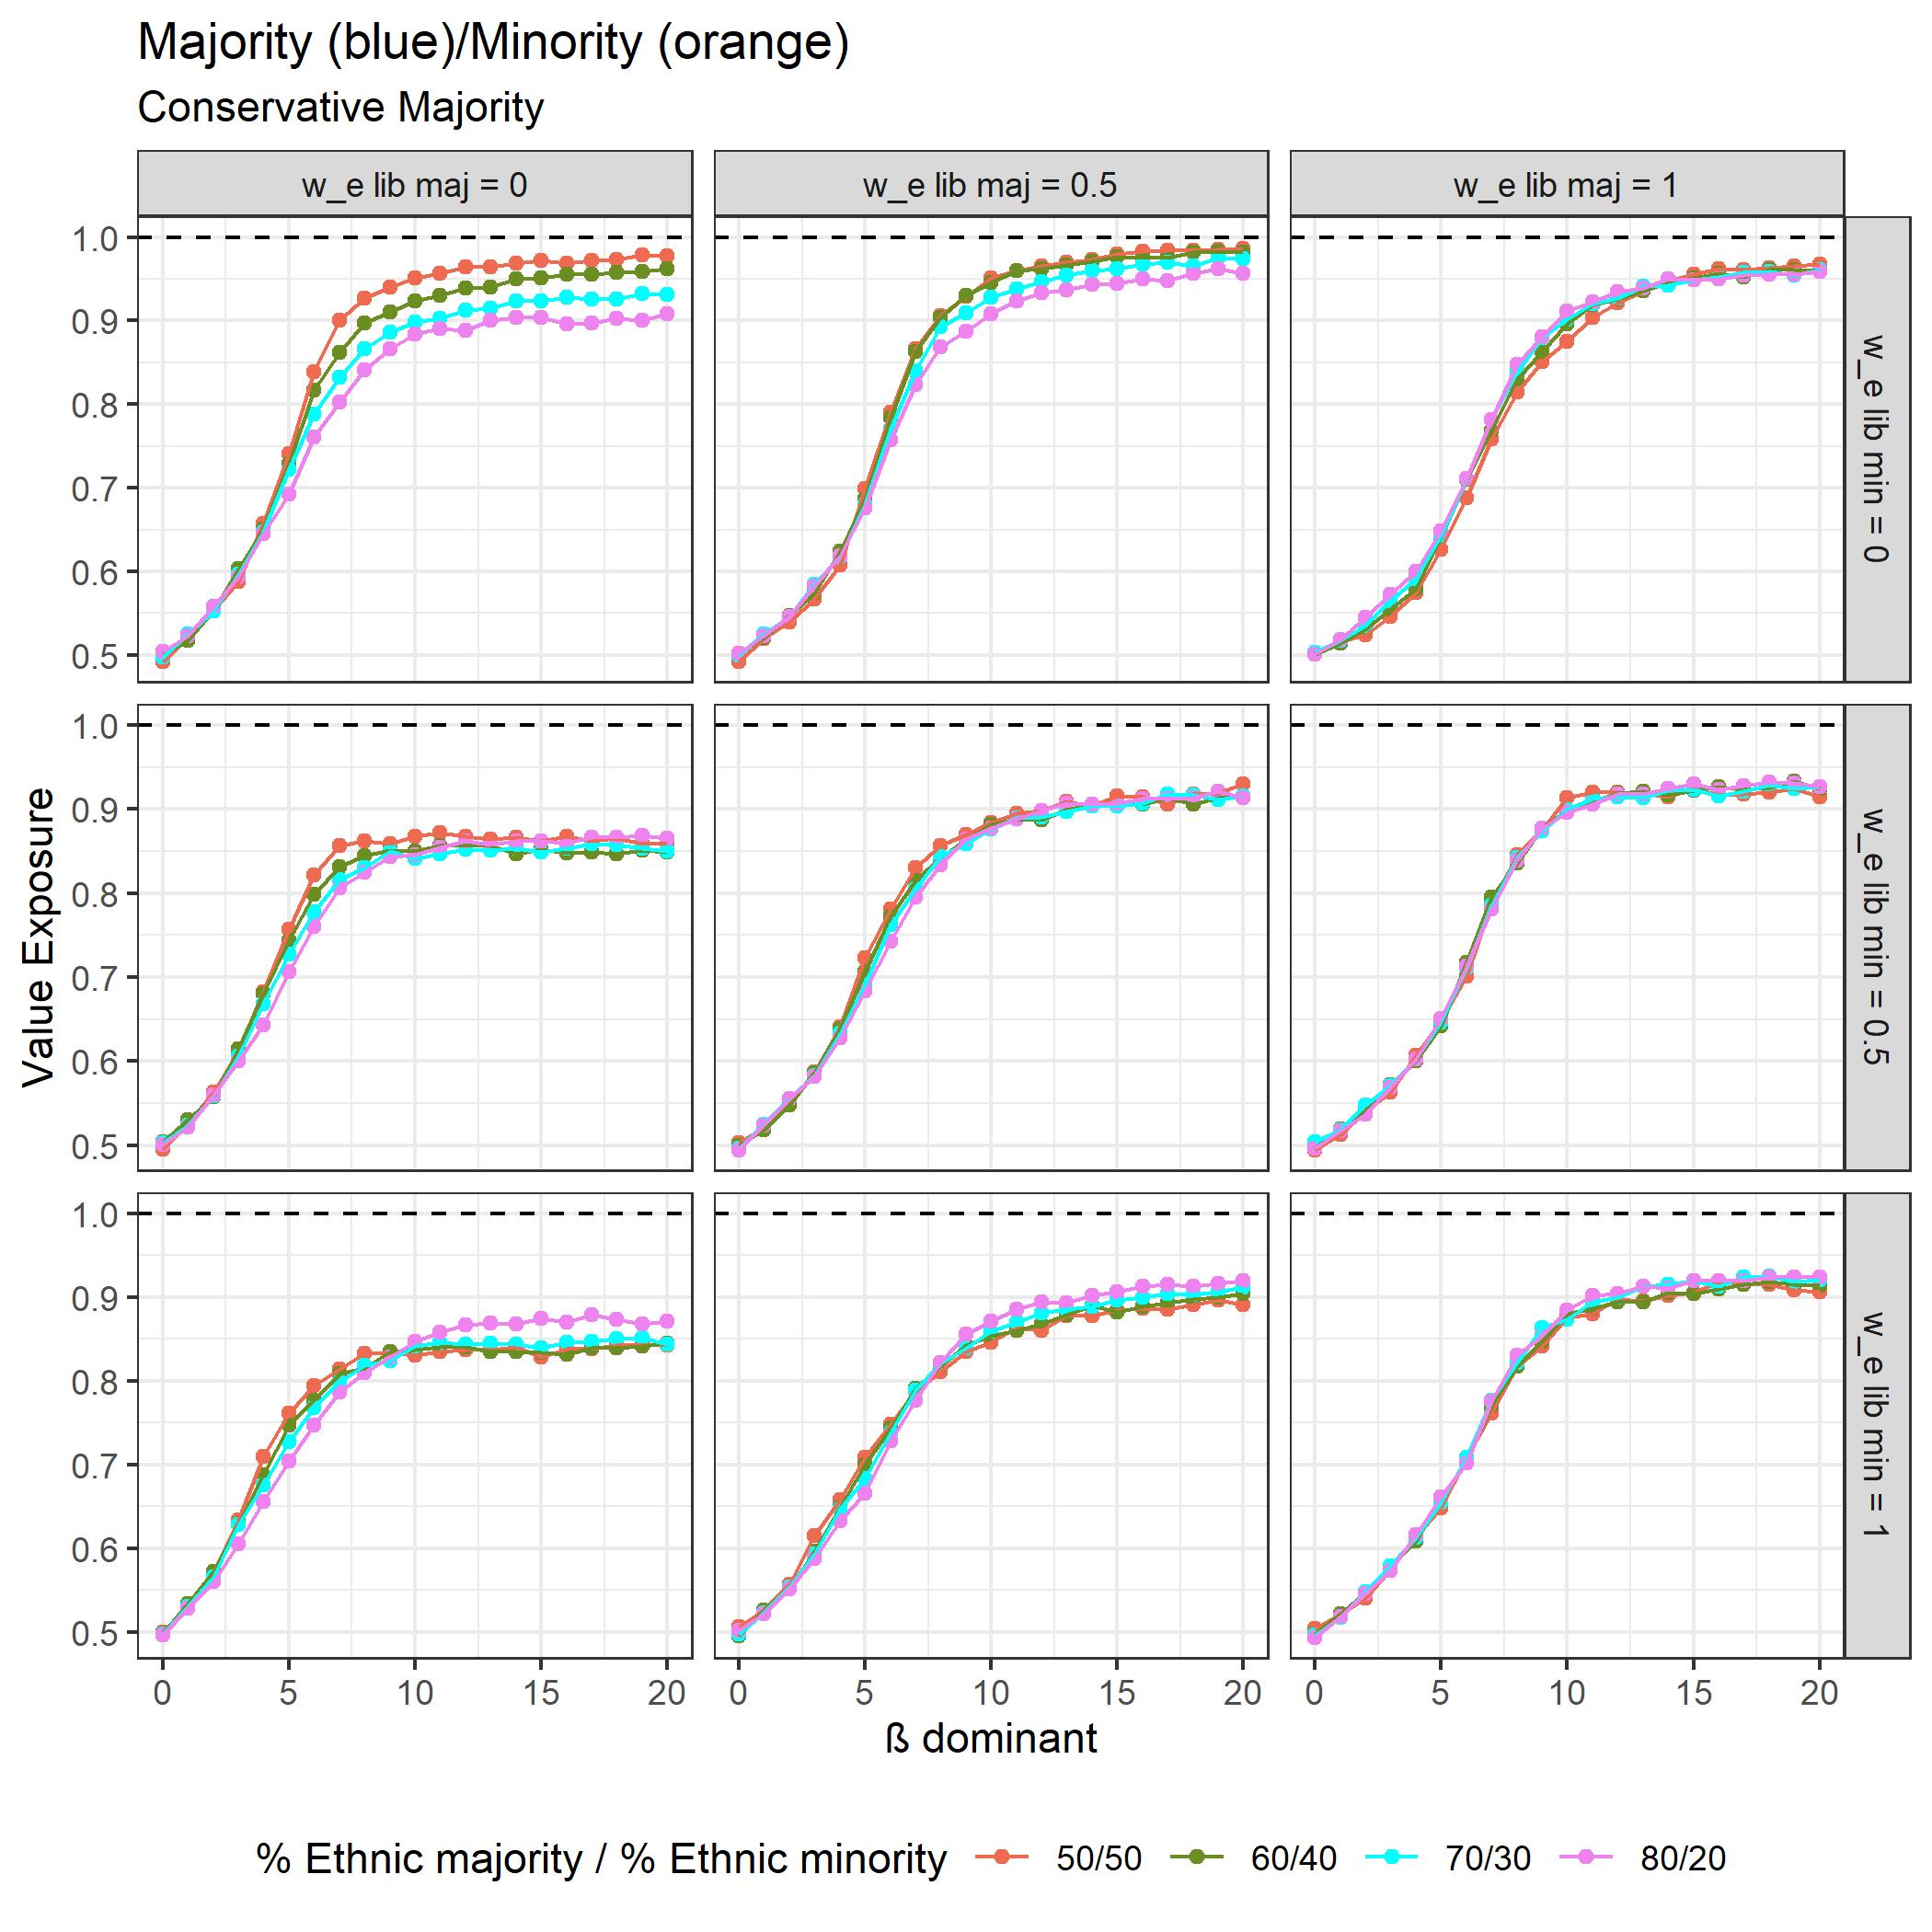 Majority (blue)/Minority (orange)
Conservative Majority
w_e lib maj = 0
w_e lib maj = 0.5
w_e lib maj = 1
1.0
0.9
0.8
0.7
0.6
0.5
w_e lib min = 0
Value Exposure
1.0
0.9
0.8
0.7
0.6
0.5
w_e lib min = 0.5
1.0
0.9
0.8
0.7
0.6
0.5
w_e lib min = 1
0 5 10 15 20
0 5 10 15 20
0 5 10 15 20
ß dominant
% Ethnic majority / % Ethnic minority 50/50 60/40 70/30 80/20